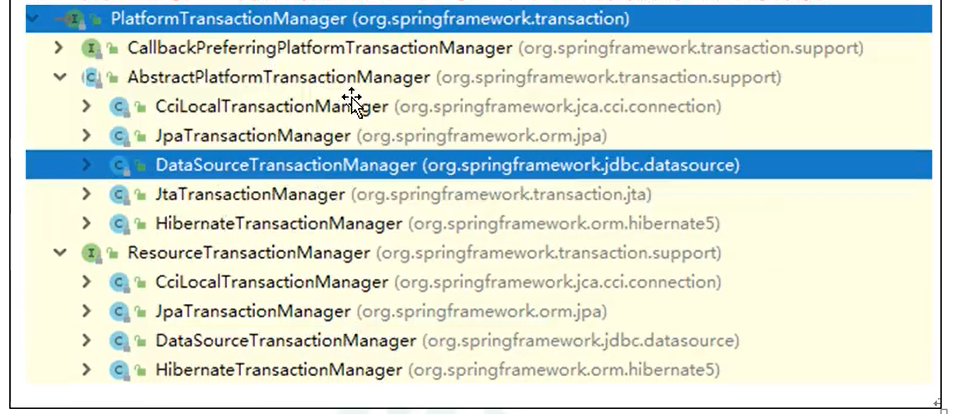 PlatformTransactionManager (org.springframework.transaction)
CallbackPreferringPlatformTransactionManager (org.springframework.transaction.support)
AbstractPlatformTransactionManager (org.springframework.transaction.support)
CciLocalTransactionManager (org.springframework.jca.cci.connection)
JpaTransactionManager (org.springframework.orm.jpa)
DataSourceTransactionManager (org.springframework.jdbc.datasource)
JtaTransactionManager (org.springframework.transaction.jta)
HibernateTransactionManager (org.springframework.orm.hibernate5)
ResourceTransactionManager (org.springframework.transaction.support)
CciLocalTransactionManager (org.springframework.jca.cci.connection)
JpaTransactionManager (org.springframework.orm.jpa)
DataSourceTransactionManager (org.springframework.jdbc.datasource)
HibernateTransactionManager (org.springframework.orm.hibernate5)